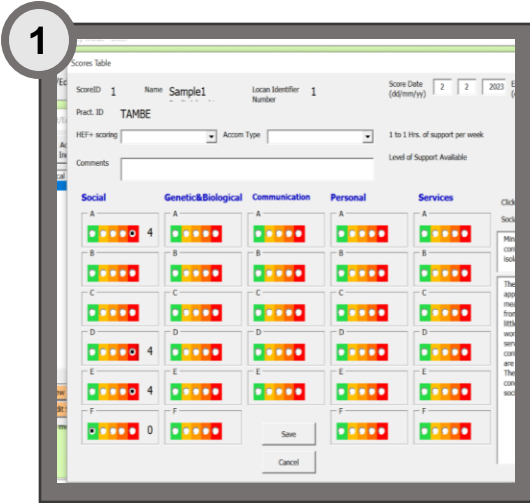 1
Scores Table
ScoreID 1 Name Sample1 Locan Identifier Number 1 Score Date (dd/mm/yy) 2 2 2023
Pract. ID TAMBE
HEF+ scoring Accom Type 1 to 1 Hrs. of support per week
Comments Level of Support Available
Social Genetic&Biological Communication Personal Services
A 4 A A A A
B B B B B
C C C C C
D 4 D D D D
E 4 E E E E
F 0 F F F
Save
Cancel